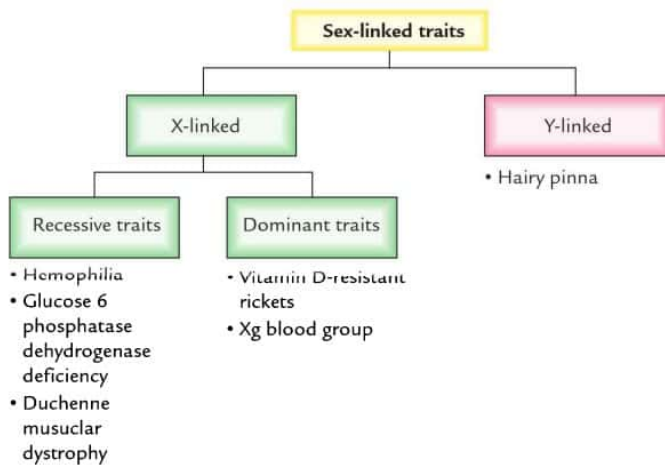 Sex-linked traits
X-linked
Y-linked
• Hairy pinna
Recessive traits
Dominant traits
• Hemophilia
• Glucose 6
phosphatase
dehydrogenase
deficiency
• Duchenne
musuclar
dystrophy
• Vitamin D-resistant
rickets
• Xg blood group